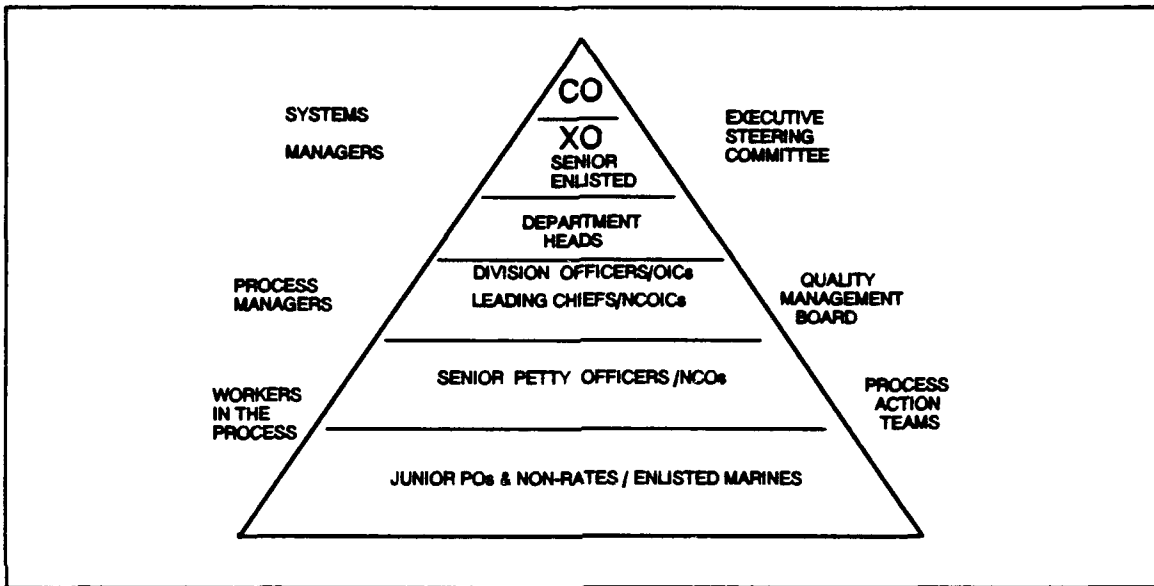 CO
SYSTEMS
MANAGERS
EXECUTIVE
STEERING
COMMITTEE
XO
SENIOR
ENLISTED
DEPARTMENT
HEADS
PROCESS
MANAGERS
DIVISION OFFICERS/OICs
LEADING CHIEFS/NCOICs
QUALITY
MANAGEMENT
BOARD
SENIOR PETTY OFFICERS/NCOs
WORKERS
IN THE
PROCESS
PROCESS
ACTION
TEAMS
JUNIOR POs & NON-RATES / ENLISTED MARINES